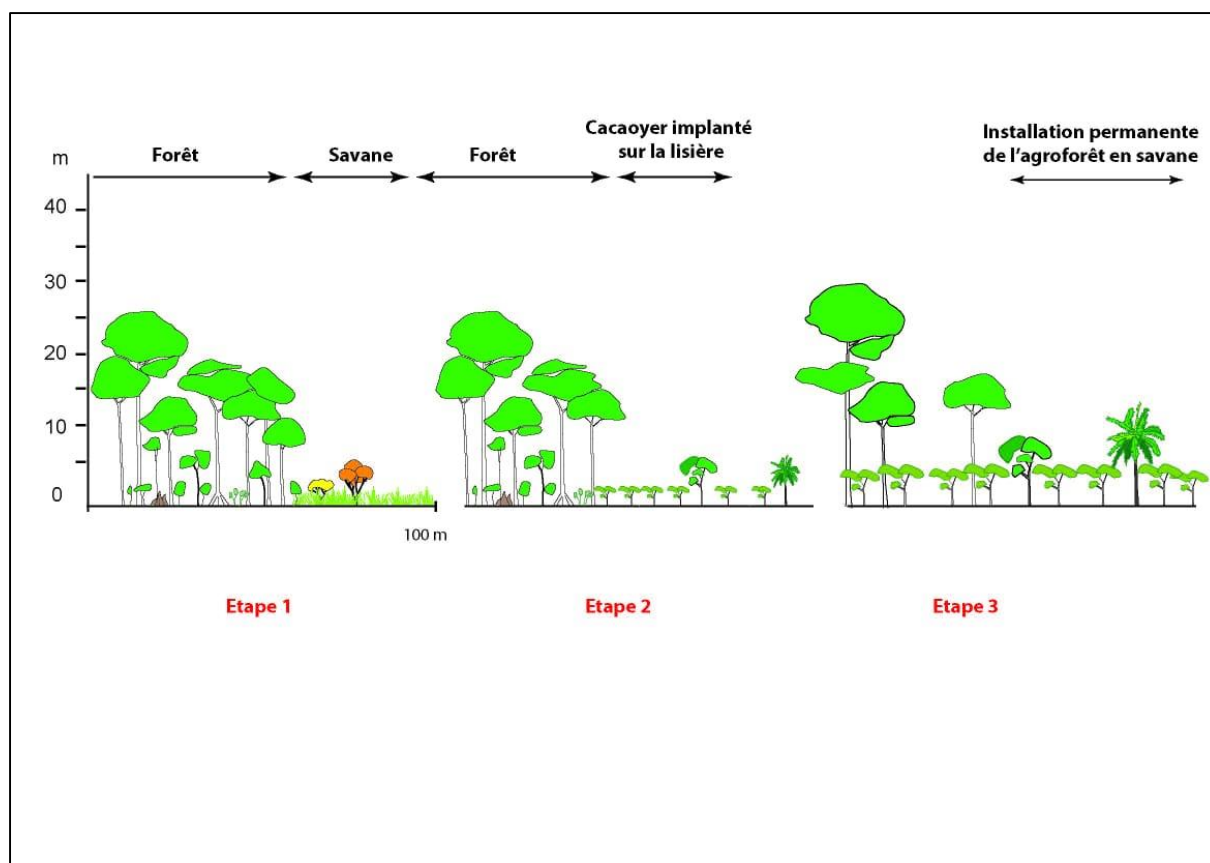 Cacaoyer implanté
sur la lisière
Installation permanente
de l'agroforêt en savane
m
Forêt
Savane
Forêt
40
30
20
10
0
100 m
Etape 1
Etape 2
Etape 3